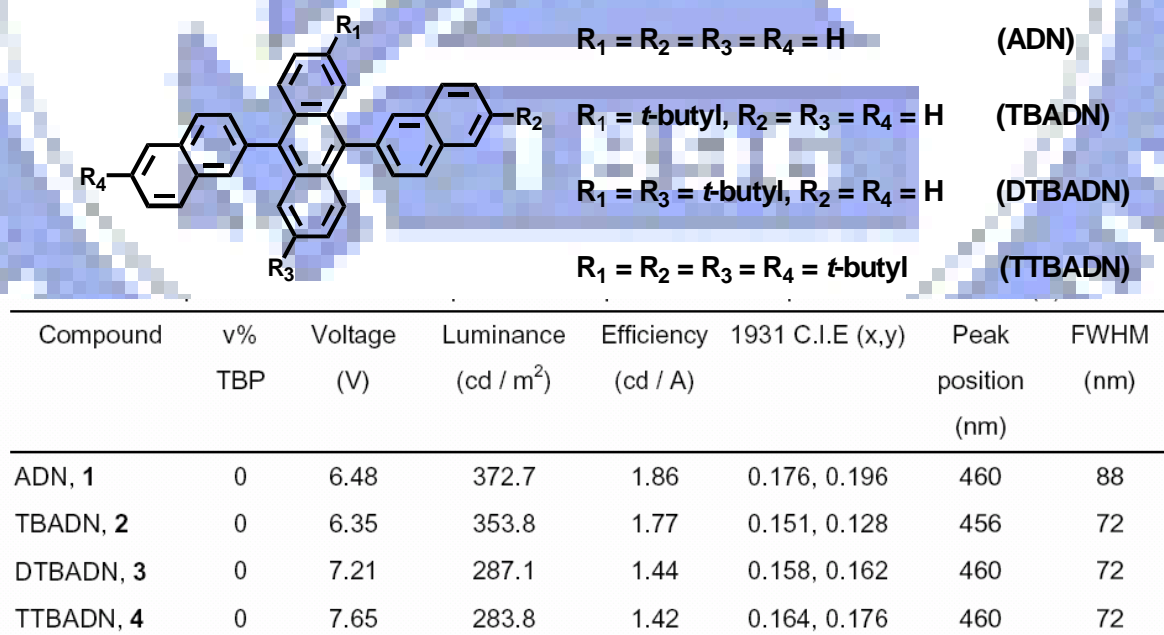 R1
R2
R4
R3
R1 = R2 = R3 = R4 = H (ADN)
R1 = t-butyl, R2 = R3 = R4 = H (TBADN)
R1 = R3 = t-butyl, R2 = R4 = H (DTBADN)
R1 = R2 = R3 = R4 = t-butyl (TTBADN)
Compound v% Voltage Luminance Efficiency 1931 C.I.E (x,y) Peak FWHM
TBP (V) (cd / m2) (cd / A) position (nm)
(nm)
ADN, 1 0 6.48 372.7 1.86 0.176, 0.196 460 88
TBADN, 2 0 6.35 353.8 1.77 0.151, 0.128 456 72
DTBADN, 3 0 7.21 287.1 1.44 0.158, 0.162 460 72
TTBADN, 4 0 7.65 283.8 1.42 0.164, 0.176 460 72